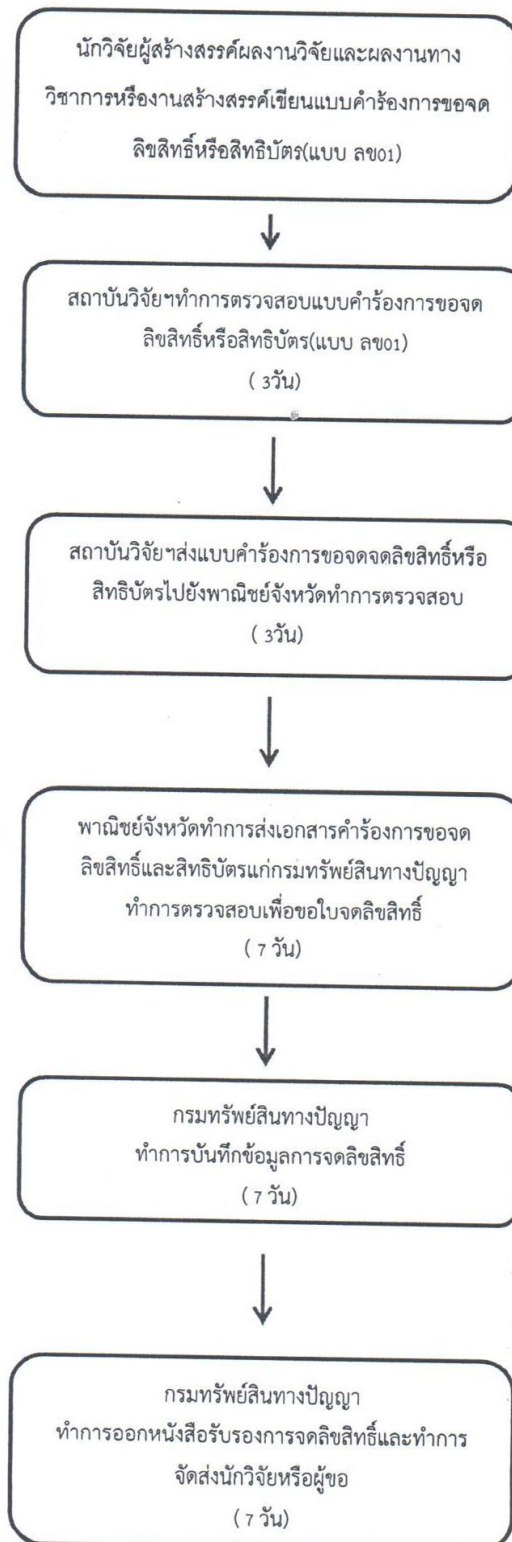 นักวิจัยผู้สร้างสรรค์ผลงานวิจัยและผลงานทาง
วิชาการหรืองานสร้างสรรค์เขียนแบบคำร้องการขอจด
ลิขสิทธิ์หรือสิทธิบัตร(แบบ ลข01)
สถาบันวิจัยฯทำการตรวจสอบแบบคำร้องการขอจด
ลิขสิทธิ์หรือสิทธิบัตร(แบบ ลข01)
( 3วัน)
สถาบันวิจัยฯส่งแบบคำร้องการขอจดจดลิขสิทธิ์หรือ
สิทธิบัตรไปยังพาณิชย์จังหวัดทำการตรวจสอบ
( 3วัน)
พาณิชย์จังหวัดทำการส่งเอกสารคำร้องการขอจด
ลิขสิทธิ์และสิทธิบัตรแก่กรมทรัพย์สินทางปัญญา
ทำการตรวจสอบเพื่อขอใบจดลิขสิทธิ์
( 7 วัน)
กรมทรัพย์สินทางปัญญา
ทำการบันทึกข้อมูลการจดลิขสิทธิ์
( 7 วัน)
กรมทรัพย์สินทางปัญญา
ทำการออกหนังสือรับรองการจดลิขสิทธิ์และทำการ
จัดส่งนักวิจัยหรือผู้ขอ
( 7 วัน)